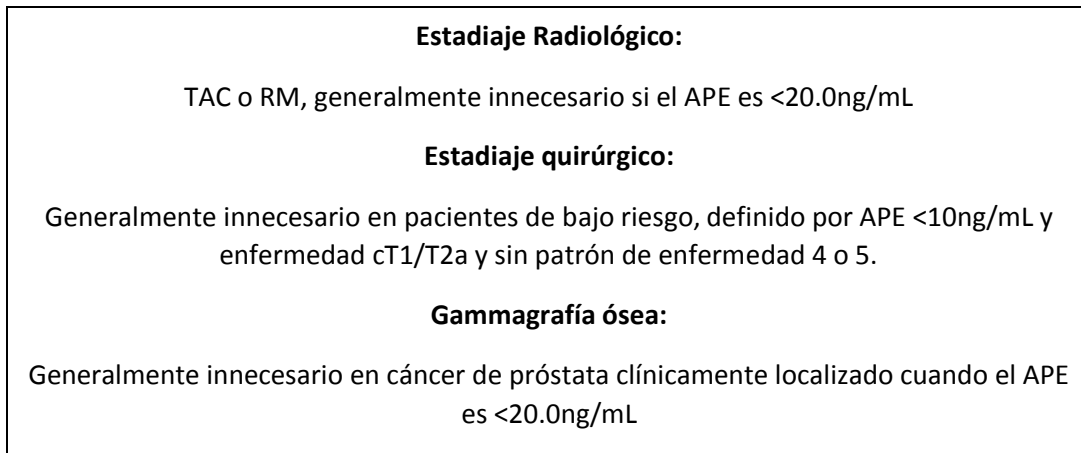 Estadiaje Radiológico:
TAC o RM, generalmente innecesario si el APE es <20.0ng/mL
Estadiaje quirúrgico:
Generalmente innecesario en pacientes de bajo riesgo, definido por APE <10ng/mL y
enfermedad cT1/T2a y sin patrón de enfermedad 4 o 5.
Gammagrafía ósea:
Generalmente innecesario en cáncer de próstata clínicamente localizado cuando el APE
es <20.0ng/mL